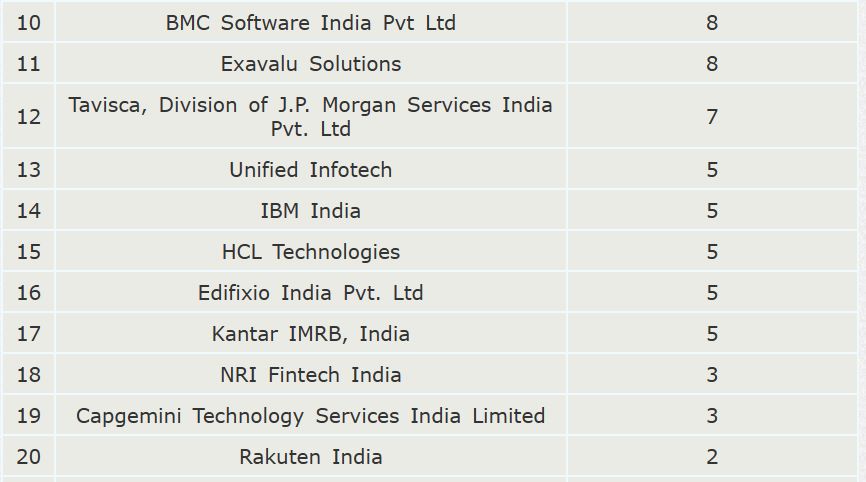 10 BMC Software India Pvt Ltd 8
11 Exavalu Solutions 8
12 Tavisca, Division of J.P. Morgan Services India
Pvt. Ltd 7
13 Unified Infotech 5
14 IBM India 5
15 HCL Technologies 5
16 Edifixio India Pvt. Ltd 5
17 Kantar IMRB, India 5
18 NRI Fintech India 3
19 Capgemini Technology Services India Limited 3
20 Rakuten India 2